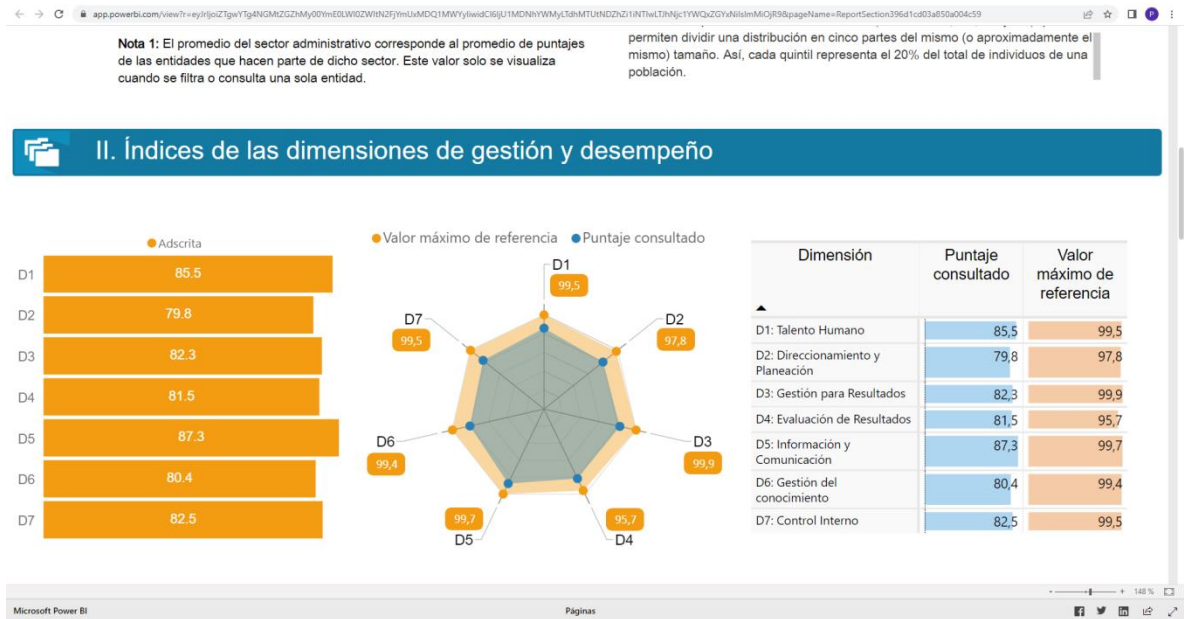 Nota 1: El promedio del sector administrativo corresponde al promedio de puntajes
de las entidades que hacen parte de dicho sector. Este valor solo se visualiza
cuando se filtra o consulta una sola entidad.
permiten dividir una distribución en cinco partes del mismo (o aproximadamente el
mismo) tamaño. Así, cada quintil representa el 20% del total de individuos de una
población.
II. Índices de las dimensiones de gestión y desempeño
Adscrita
D1 85.5
D2 79.8
D3 82.3
D4 81.5
D5 87.3
D6 80.4
D7 82.5
Valor máximo de referencia Puntaje consultado
D1
99,5
D2
97,8
D3
99,9
D4
95,7
D5
99,7
D6
99,4
D7
99,5
Dimensión Puntaje consultado Valor máximo de referencia
D1: Talento Humano 85,5 99,5
D2: Direccionamiento y Planeación 79,8 97,8
D3: Gestión para Resultados 82,3 99,9
D4: Evaluación de Resultados 81,5 95,7
D5: Información y Comunicación 87,3 99,7
D6: Gestión del conocimiento 80,4 99,4
D7: Control Interno 82,5 99,5
148 %
Microsoft Power BI Páginas